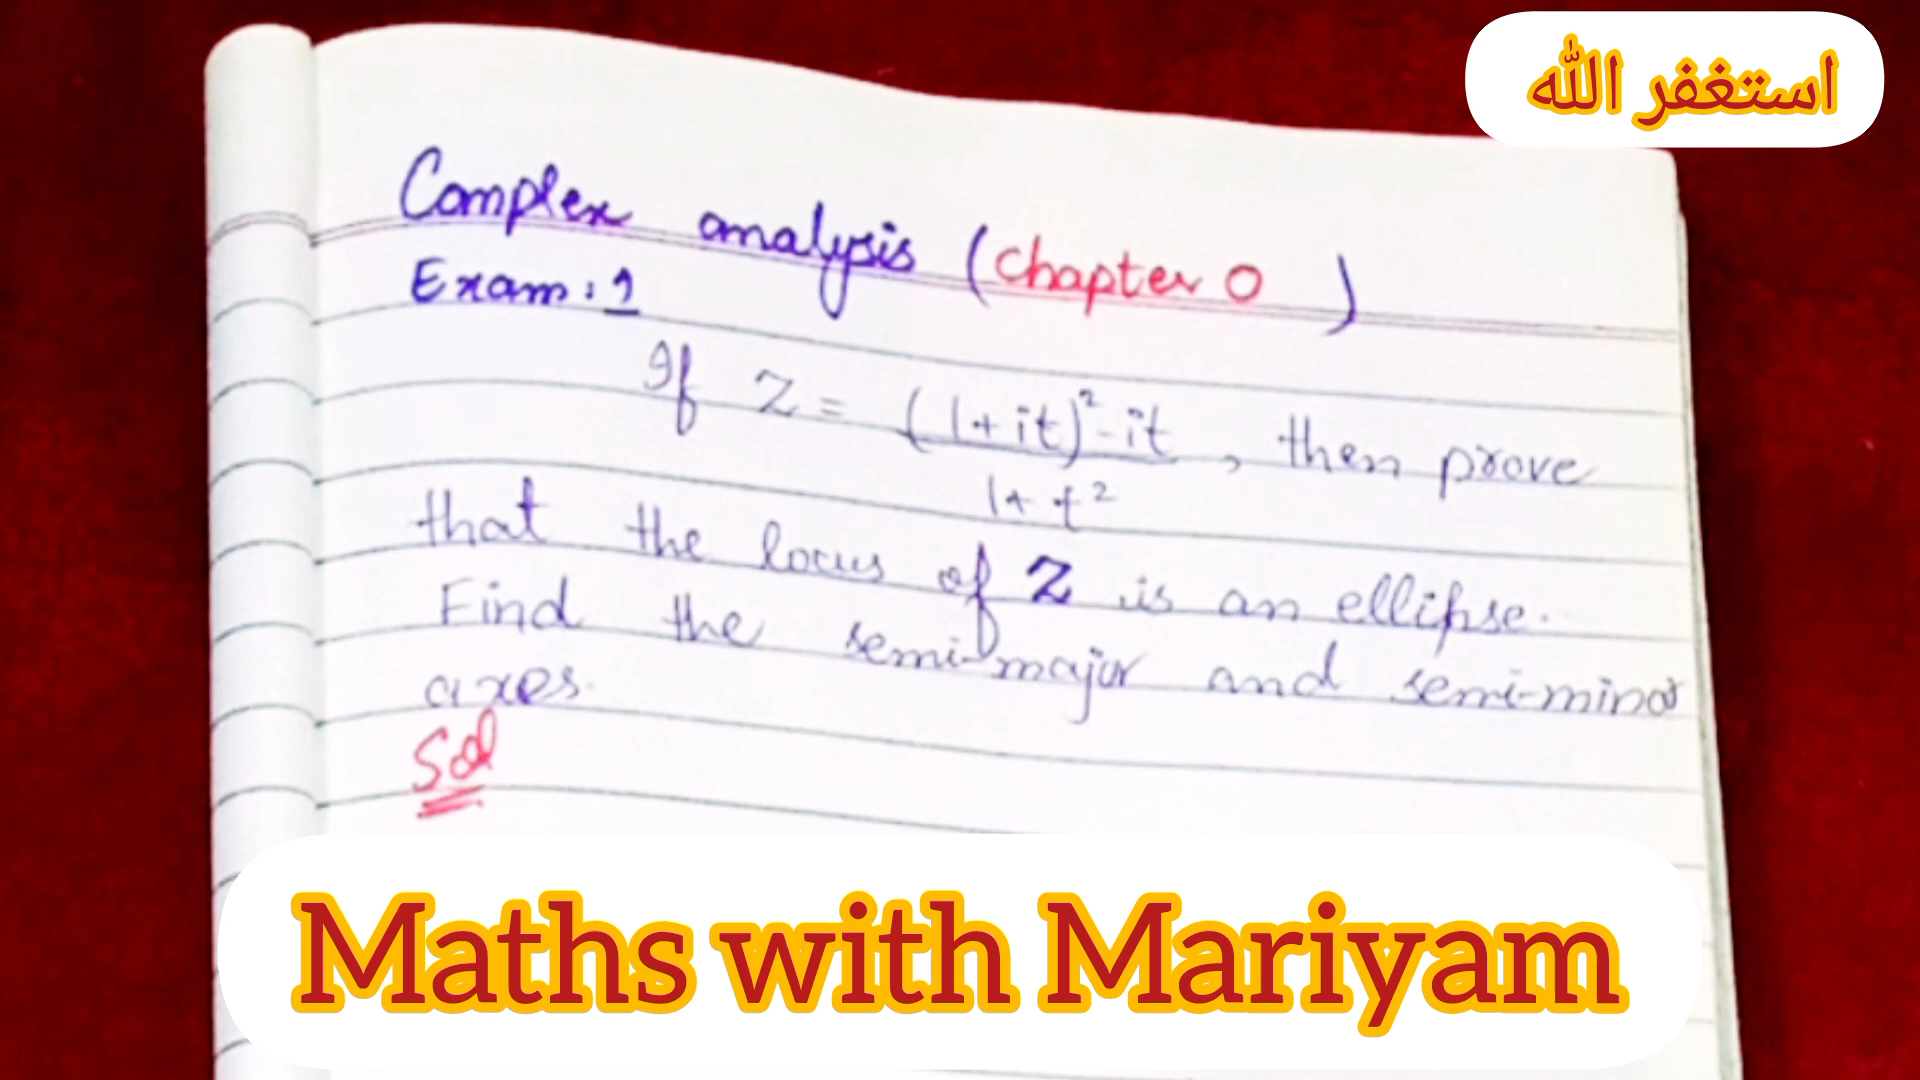 استغفر الله
Complex analysis (Chapter 0)
Exam: 1
If Z = (1+it)²-it , then prove
1+t²
that the locus of Z is an ellipse.
Find the semi-major and semi-minor
axes.
Sol
Maths with Mariyam